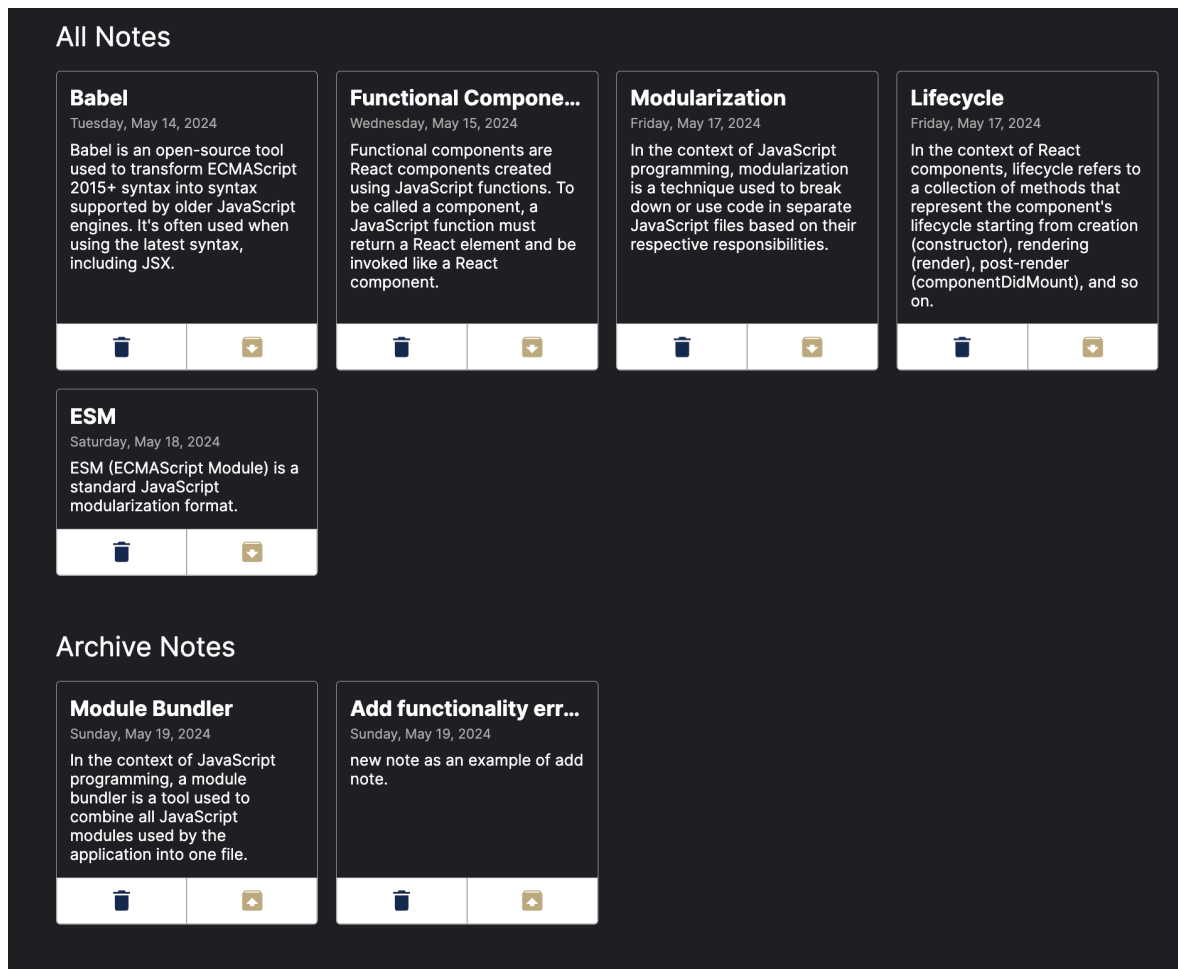 All Notes
Babel
Tuesday, May 14, 2024
Babel is an open-source tool
used to transform ECMAScript
2015+ syntax into syntax
supported by older JavaScript
engines. It's often used when
using the latest syntax,
including JSX.
Functional Compone...
Wednesday, May 15, 2024
Functional components are
React components created
using JavaScript functions. To
be called a component, a
JavaScript function must
return a React element and be
invoked like a React
component.
Modularization
Friday, May 17, 2024
In the context of JavaScript
programming, modularization
is a technique used to break
down or use code in separate
JavaScript files based on their
respective responsibilities.
Lifecycle
Friday, May 17, 2024
In the context of React
components, lifecycle refers to
a collection of methods that
represent the component's
lifecycle starting from creation
(constructor), rendering
(render), post-render
(componentDidMount), and so
on.
ESM
Saturday, May 18, 2024
ESM (ECMAScript Module) is a
standard JavaScript
modularization format.
Archive Notes
Module Bundler
Sunday, May 19, 2024
In the context of JavaScript
programming, a module
bundler is a tool used to
combine all JavaScript
modules used by the
application into one file.
Add functionality err...
Sunday, May 19, 2024
new note as an example of add
note.